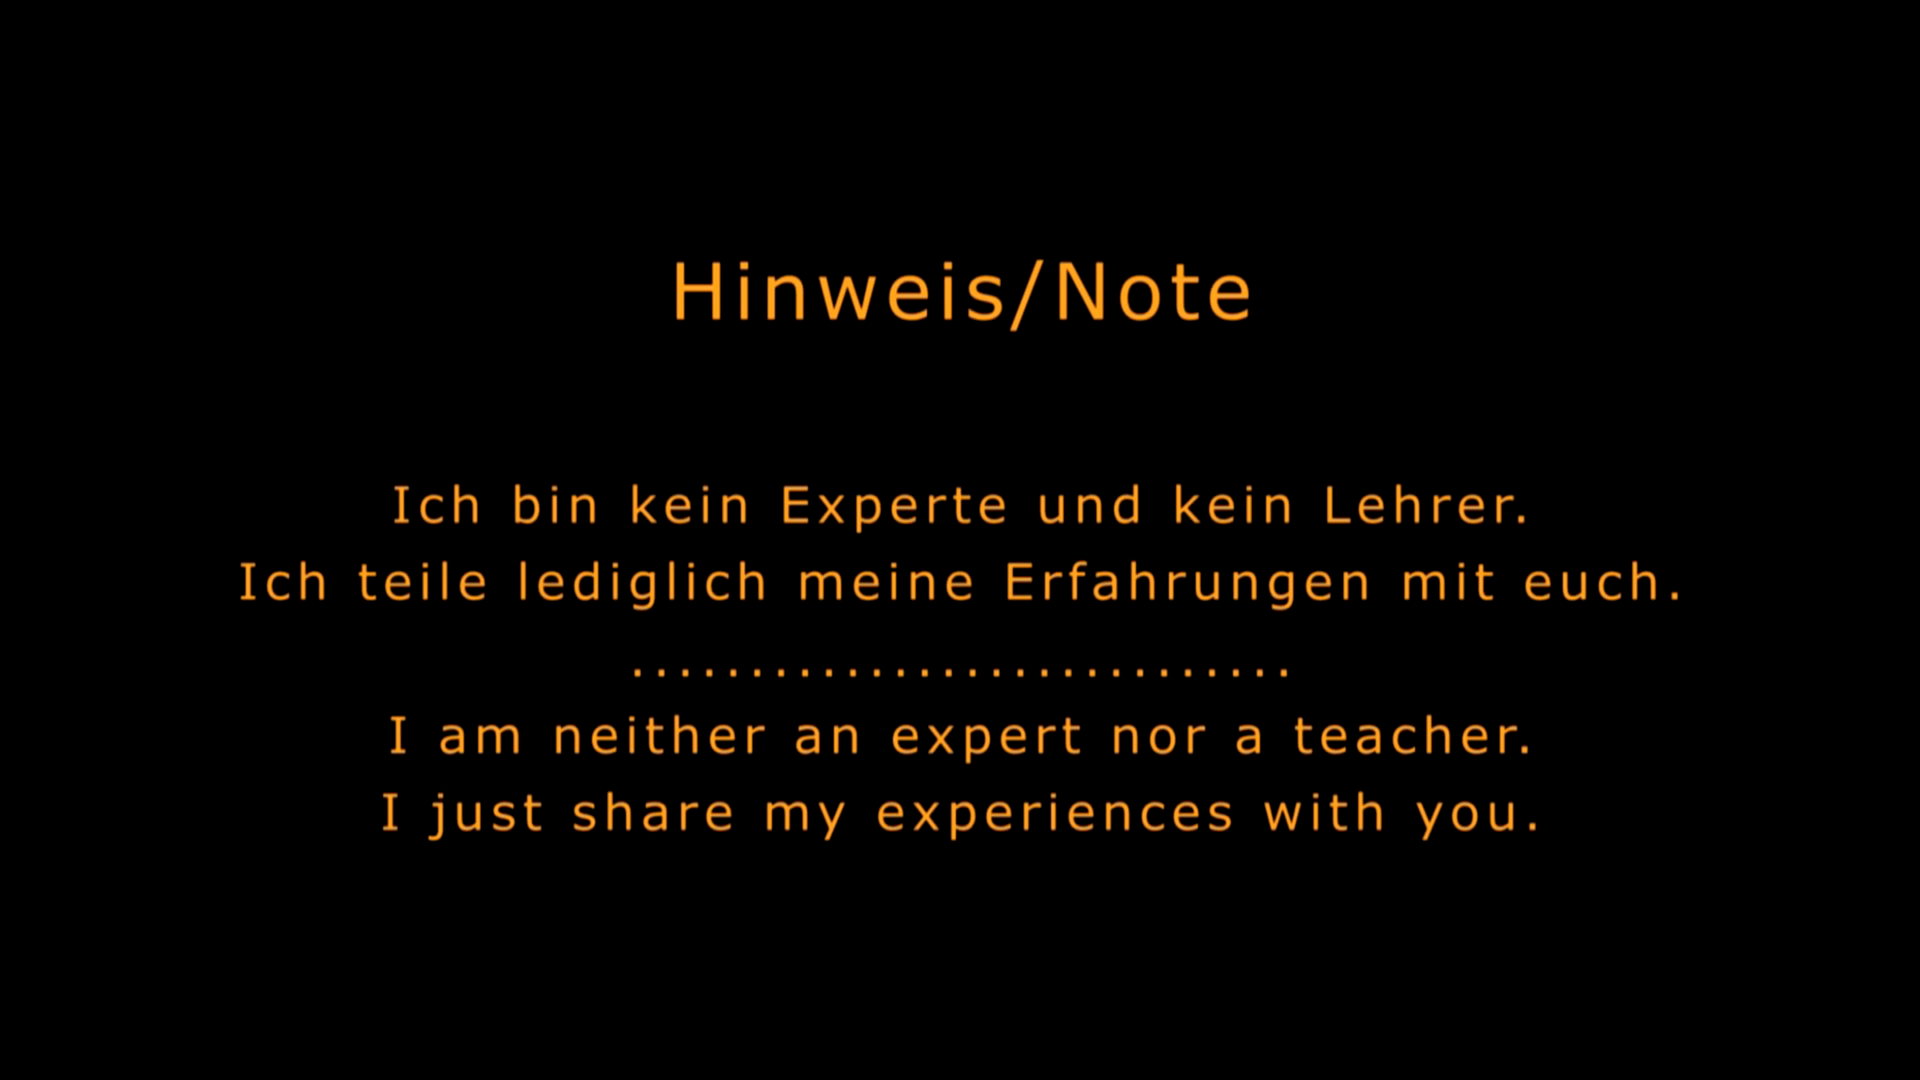 Hinweis/Note
Ich bin kein Experte und kein Lehrer.
Ich teile lediglich meine Erfahrungen mit euch.
............................
I am neither an expert nor a teacher.
I just share my experiences with you.